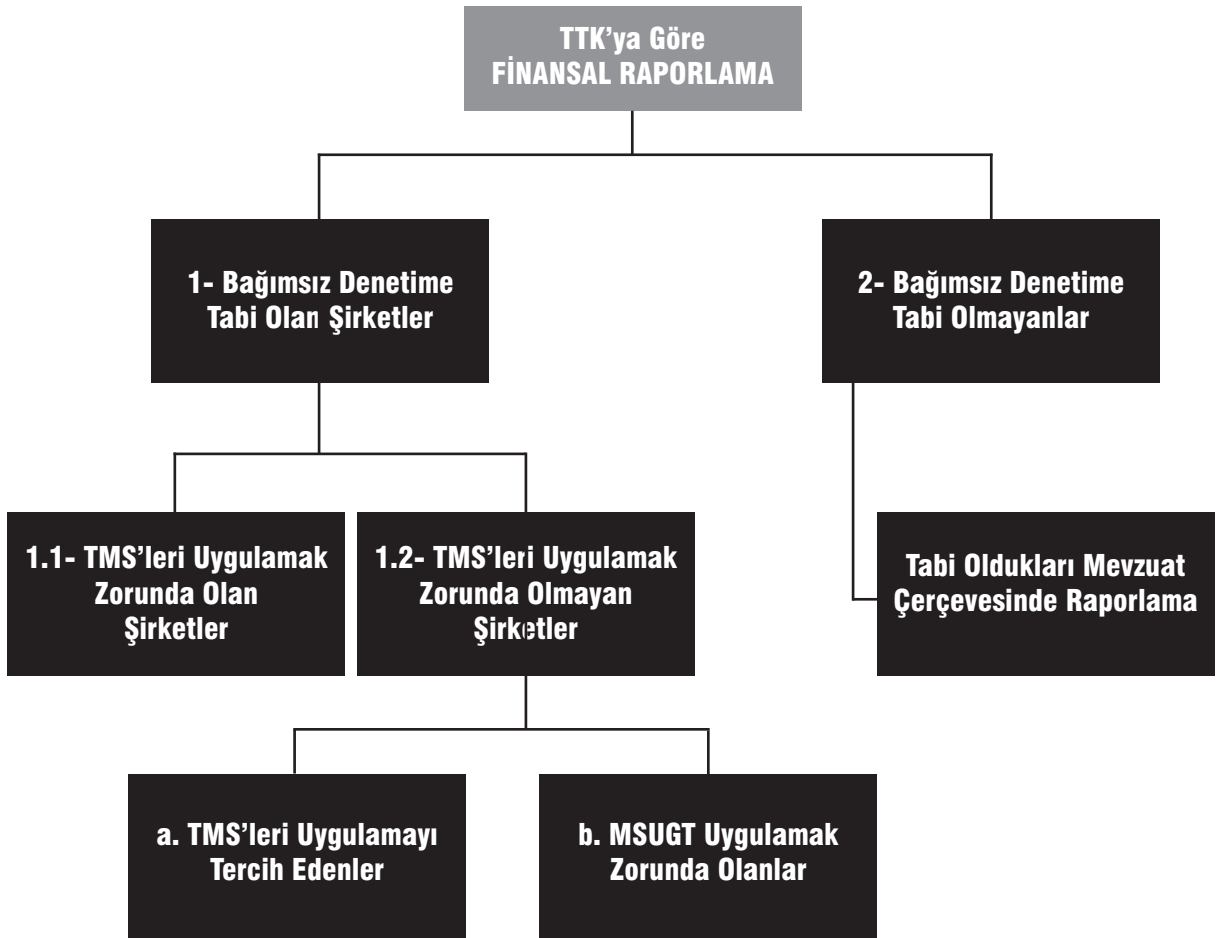 TTK’ya Göre
FİNANSAL RAPORLAMA
1- Bağımsız Denetime
Tabi Olan Şirketler
2- Bağımsız Denetime
Tabi Olmayanlar
1.1- TMS’leri Uygulamak
Zorunda Olan
Şirketler
1.2- TMS’leri Uygulamak
Zorunda Olmayan
Şirketler
Tabi Oldukları Mevzuat
Çerçevesinde Raporlama
a. TMS’leri Uygulamayı
Tercih Edenler
b. MSUGT Uygulamak
Zorunda Olanlar